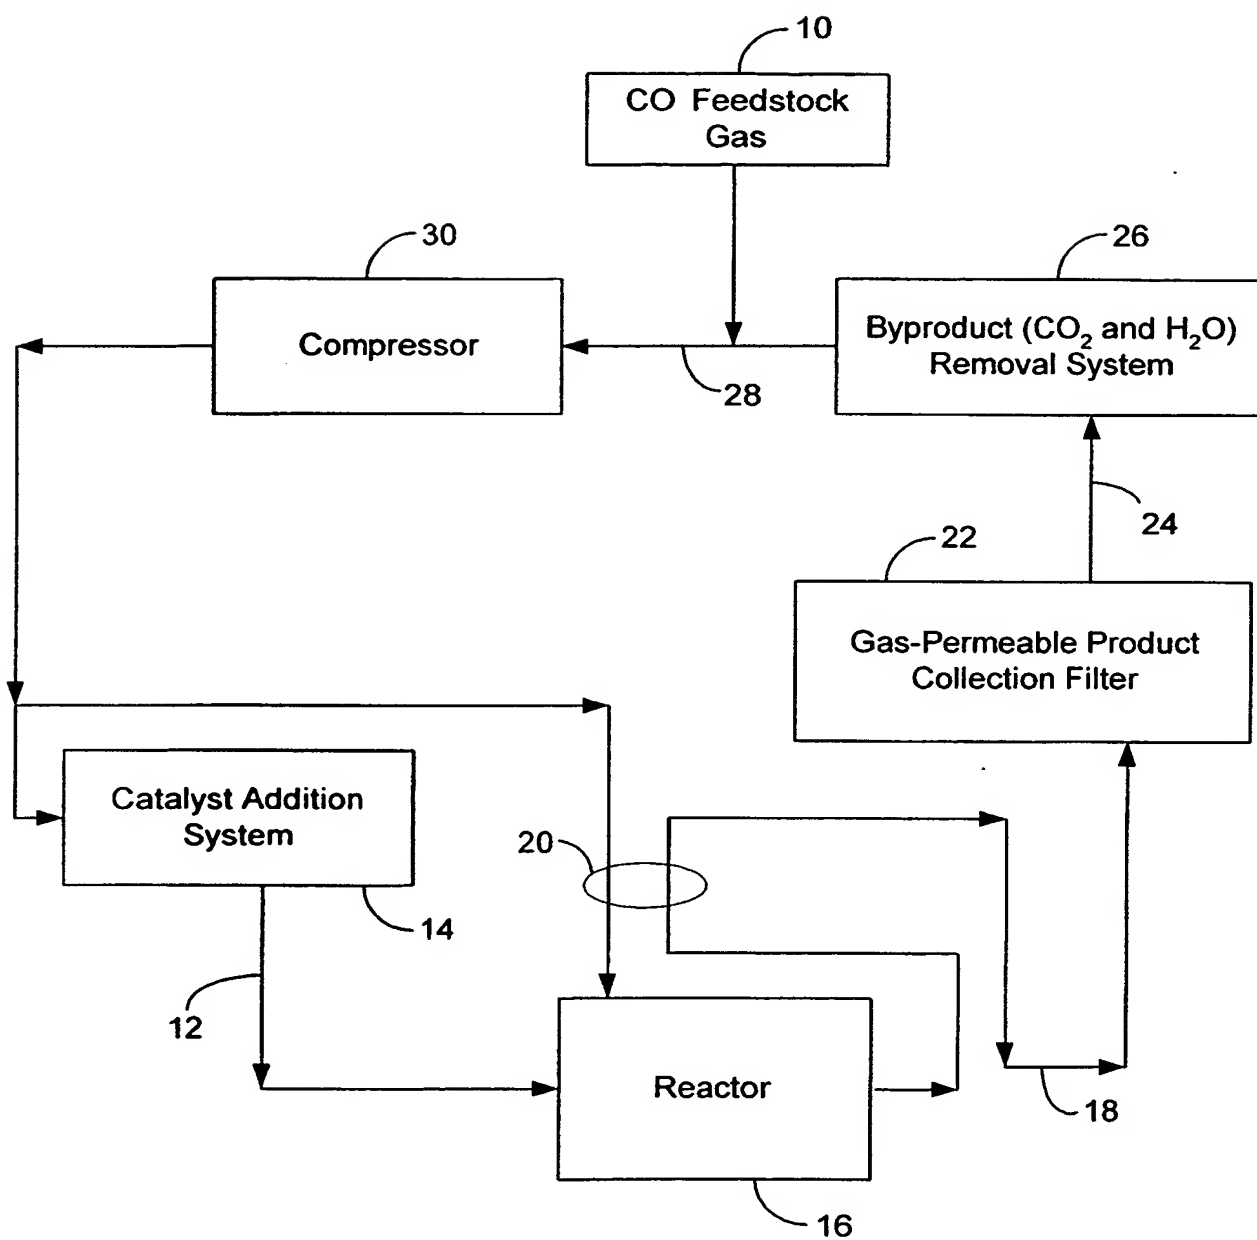 10
CO Feedstock
Gas
30
26
Compressor
28
Byproduct (CO₂ and H₂O)
Removal System
24
22
Gas-Permeable Product
Collection Filter
Catalyst Addition
System
20
14
12
Reactor
18
16